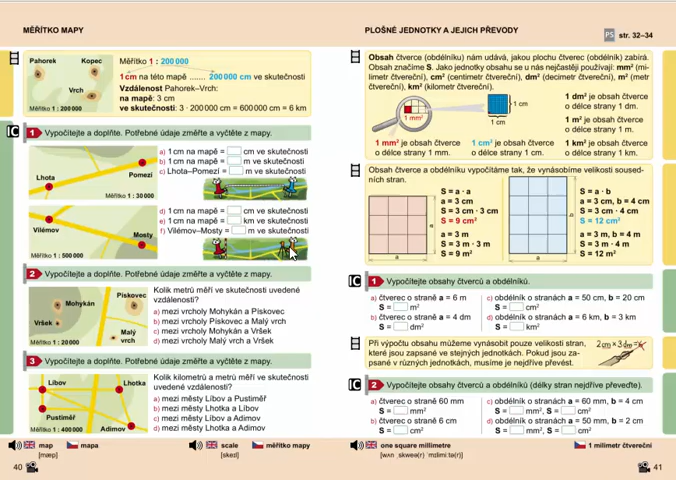 MĚŘÍTKO MAPY
Pahorek
Kopec
Vrch
Měřítko 1 : 200 000
Měřítko 1 : 200 000
1 cm na této mapě ....... 200 000 cm ve skutečnosti
Vzdálenost Pahorek–Vrch:
na mapě: 3 cm
ve skutečnosti: 3 · 200 000 cm = 600 000 cm = 6 km
1 Vypočítejte a doplňte. Potřebné údaje změřte a vyčtěte z mapy.
Lhota
Pomezí
Měřítko 1 : 30 000
a) 1 cm na mapě = cm ve skutečnosti
b) 1 cm na mapě = m ve skutečnosti
c) Lhota–Pomezí = m ve skutečnosti
Vilémov
Mosty
Měřítko 1 : 500 000
d) 1 cm na mapě = cm ve skutečnosti
e) 1 cm na mapě = km ve skutečnosti
f) Vilémov–Mosty = m ve skutečnosti
2 Vypočítejte a doplňte. Potřebné údaje změřte a vyčtěte z mapy.
Mohykán
Pískovec
Vršek
Malý
vrch
Měřítko 1 : 20 000
Kolik metrů měří ve skutečnosti uvedené
vzdálenosti?
a) mezi vrcholy Mohykán a Pískovec
b) mezi vrcholy Pískovec a Malý vrch
c) mezi vrcholy Mohykán a Vršek
d) mezi vrcholy Malý vrch a Vršek
3 Vypočítejte a doplňte. Potřebné údaje změřte a vyčtěte z mapy.
Líbov
Lhotka
Pustiměř
Adimov
Měřítko 1 : 400 000
Kolik kilometrů a metrů měří ve skutečnosti
uvedené vzdálenosti?
a) mezi městy Líbov a Pustiměř
b) mezi městy Lhotka a Líbov
c) mezi městy Líbov a Adimov
d) mezi městy Lhotka a Adimov
map mapa scale měřítko mapy
[mæp] [skeɪl]
40
PLOŠNÉ JEDNOTKY A JEJICH PŘEVODY
PS str. 32–34
Obsah čtverce (obdélníku) nám udává, jakou plochu čtverec (obdélník) zabírá.
Obsah značíme S. Jako jednotky obsahu se u nás nejčastěji používají: mm² (mi-
limetr čtvereční), cm² (centimetr čtvereční), dm² (decimetr čtvereční), m² (metr
čtvereční), km² (kilometr čtvereční).
1 mm²
1 cm
1 cm
1 dm² je obsah čtverce
o délce strany 1 dm.
1 m² je obsah čtverce
o délce strany 1 m.
1 mm² je obsah čtverce
o délce strany 1 mm.
1 cm² je obsah čtverce
o délce strany 1 cm.
1 km² je obsah čtverce
o délce strany 1 km.
Obsah čtverce a obdélníku vypočítáme tak, že vynásobíme velikosti soused-
ních stran.
a
a
S = a · a
a = 3 cm
S = 3 cm · 3 cm
S = 9 cm²
a = 3 m
S = 3 m · 3 m
S = 9 m²
a
b
S = a · b
a = 3 cm, b = 4 cm
S = 3 cm · 4 cm
S = 12 cm²
a = 3 m, b = 4 m
S = 3 m · 4 m
S = 12 m²
1 Vypočítejte obsahy čtverců a obdélníků.
a) čtverec o straně a = 6 m
S = m²
b) čtverec o straně a = 4 dm
S = dm²
c) obdélník o stranách a = 50 cm, b = 20 cm
S = cm²
d) obdélník o stranách a = 6 km, b = 3 km
S = km²
Při výpočtu obsahu můžeme vynásobit pouze velikosti stran,
které jsou zapsané ve stejných jednotkách. Pokud jsou za-
psané v různých jednotkách, musíme je nejdříve převést.
2 cm × 3 dm =
2 Vypočítejte obsahy čtverců a obdélníků (délky stran nejdříve převeďte).
a) čtverec o straně 60 mm
S = mm²
b) čtverec o straně 6 cm
S = cm²
c) obdélník o stranách a = 60 mm, b = 4 cm
S = mm², S = cm²
d) obdélník o stranách a = 50 mm, b = 2 cm
S = mm², S = cm²
one square millimetre 1 milimetr čtvereční
41